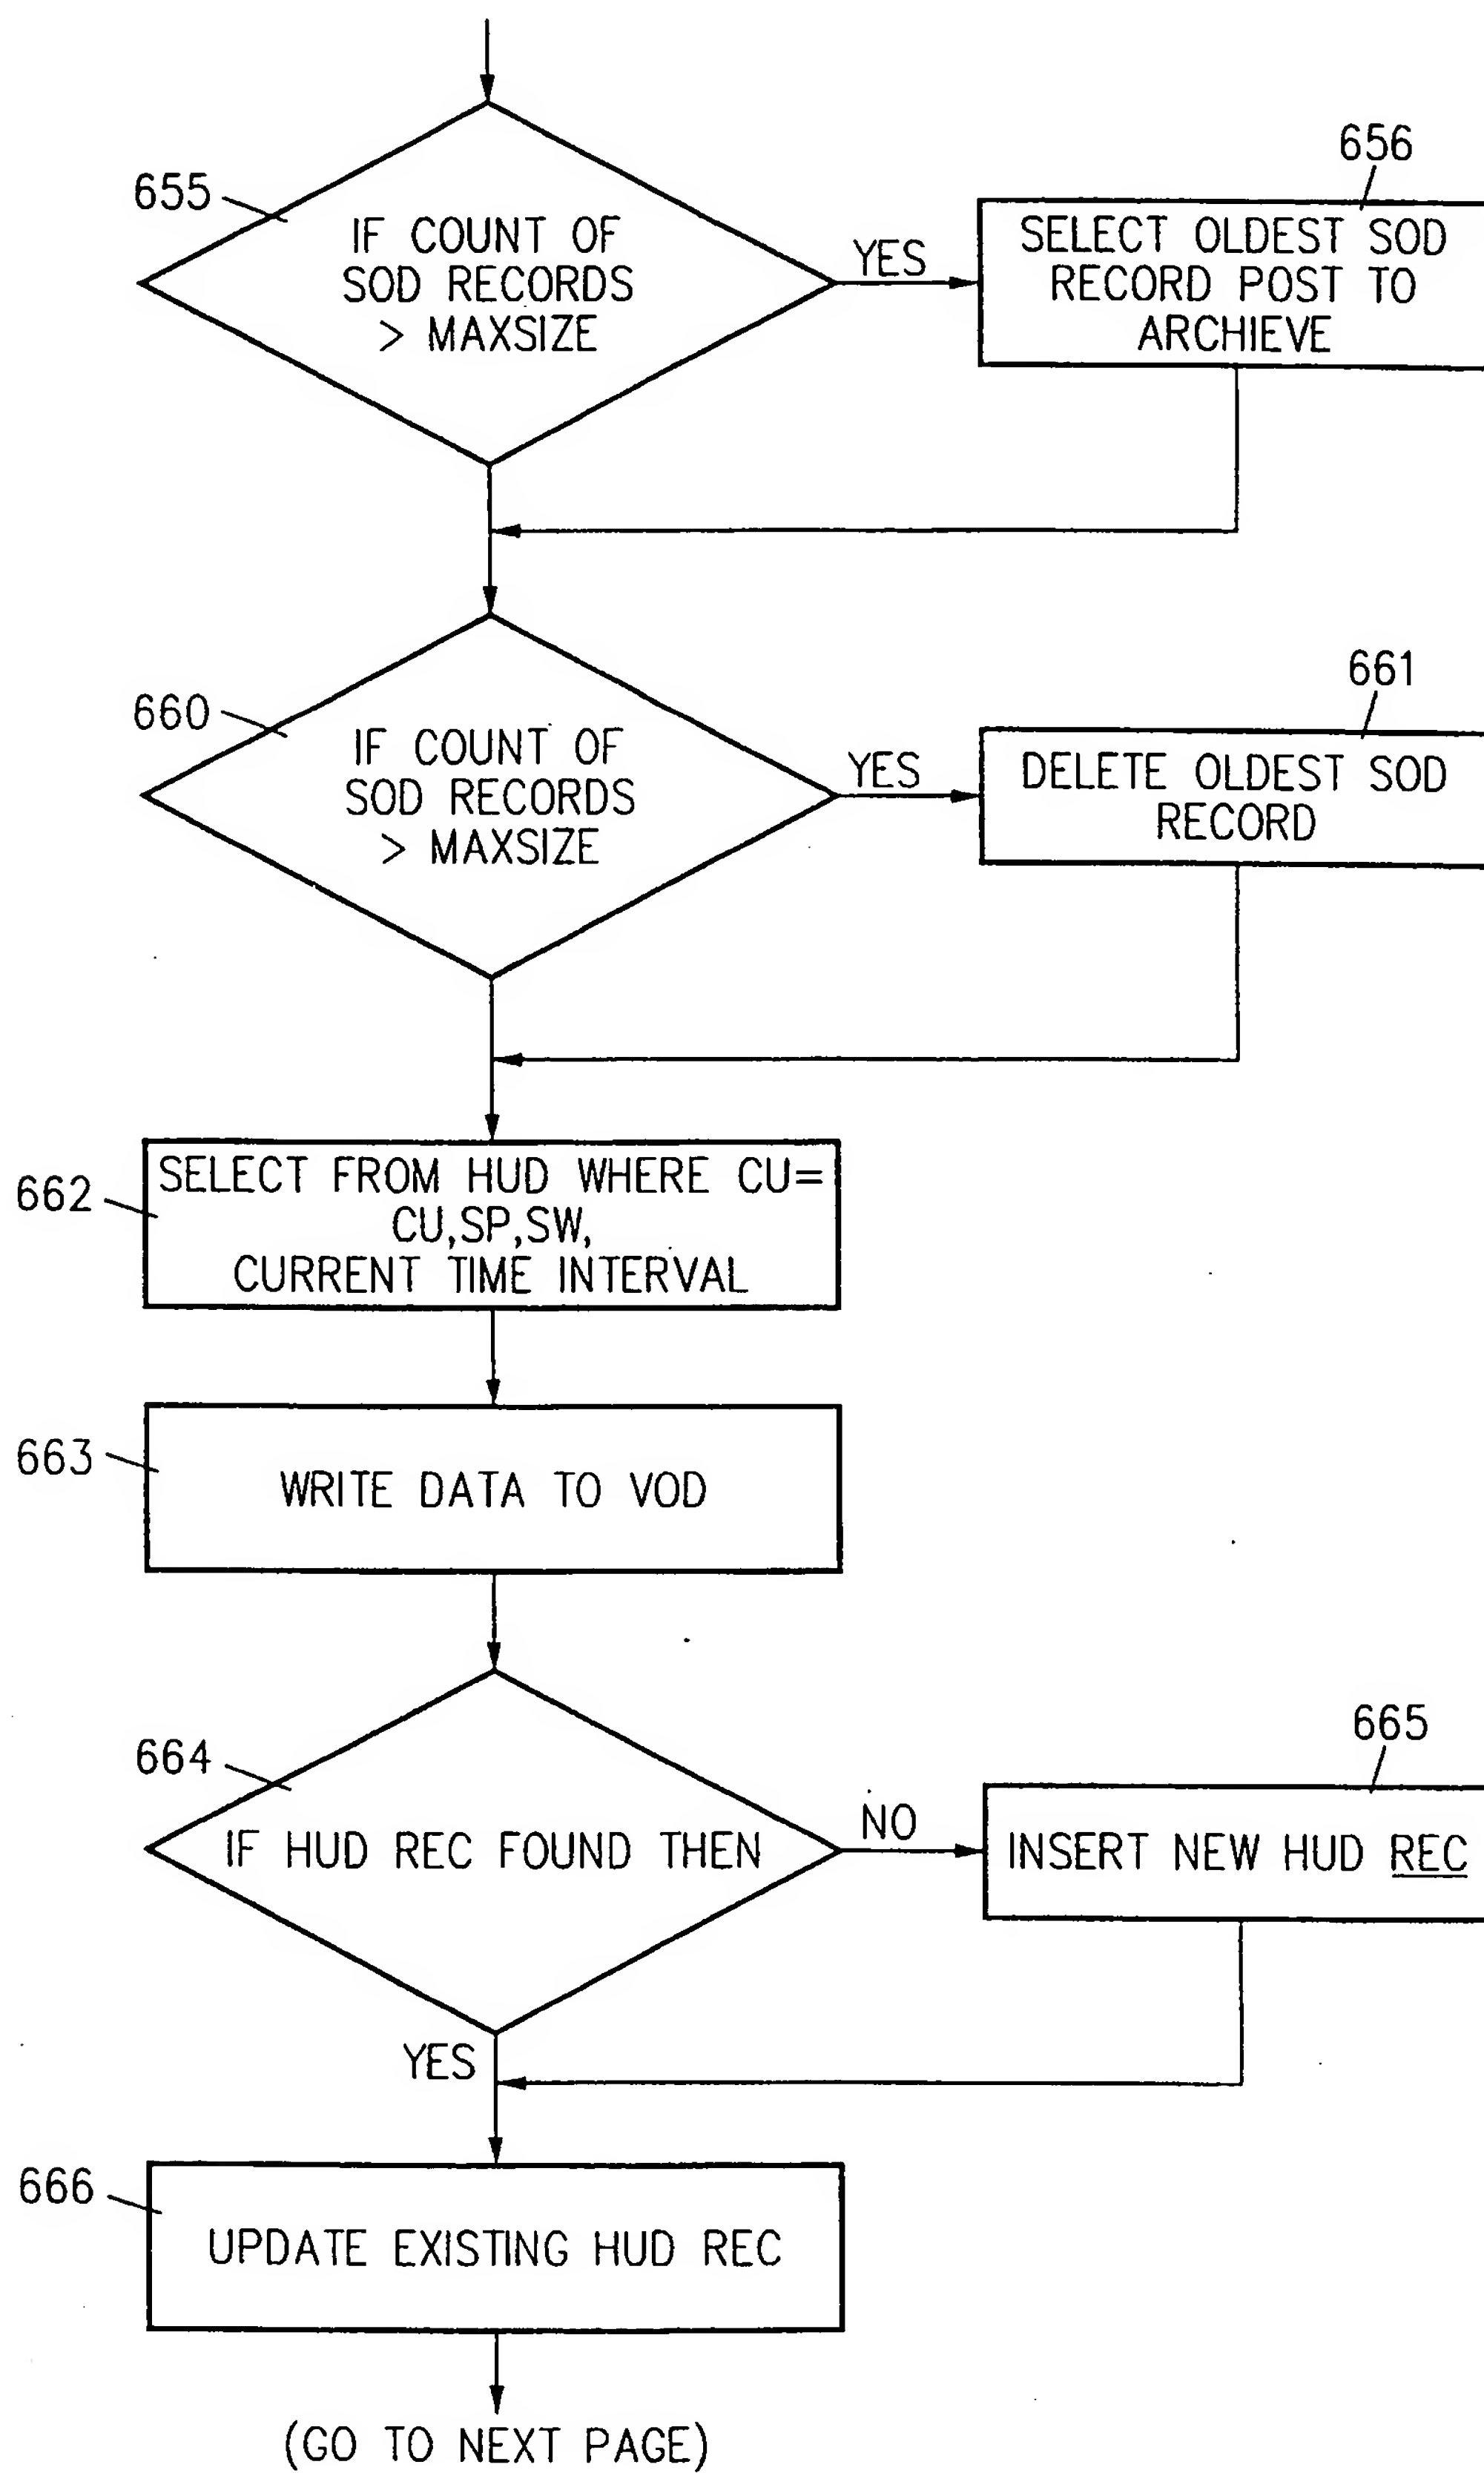 656
655
IF COUNT OF
SOD RECORDS
> MAXSIZE
YES
SELECT OLDEST SOD
RECORD POST TO
ARCHIEVE
661
660
IF COUNT OF
SOD RECORDS
> MAXSIZE
YES
DELETE OLDEST SOD
RECORD
662
SELECT FROM HUD WHERE CU=
CU,SP,SW,
CURRENT TIME INTERVAL
663
WRITE DATA TO VOD
665
664
IF HUD REC FOUND THEN
NO
INSERT NEW HUD REC
YES
666
UPDATE EXISTING HUD REC
(GO TO NEXT PAGE)